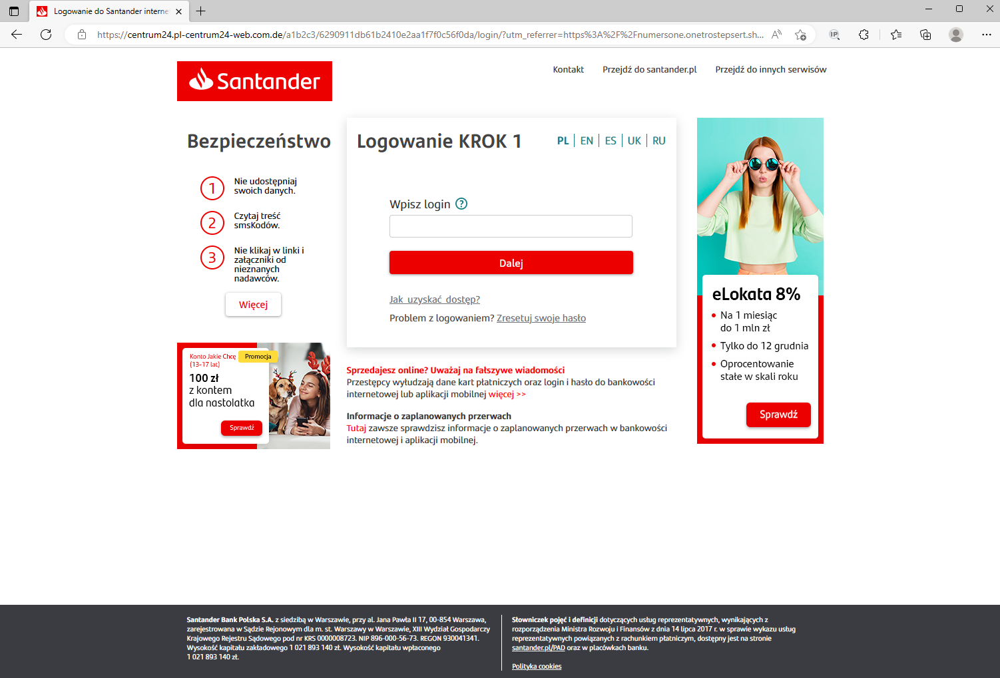 Logowanie do Santander interne
https://centrum24.pl-centrum24-web.com.de/a1b2c3/6290911db61b2410e2aa1f7f0c56f0da/login/?utm_referrer=https%3A%2F%2Fnumersone.onetrostepsert.sh...
IP
Santander
Kontakt
Przejdź do santander.pl
Przejdź do innych serwisów
Bezpieczeństwo
1 Nie udostępniaj
swoich danych.
2 Czytaj treść
smsKodów.
3 Nie klikaj w linki i
załączniki od
nieznanych
nadawców.
Więcej
Konto Jakie Chcę
(13-17 lat)
Promocja
100 zł
z kontem
dla nastolatka
Sprawdź
Logowanie KROK 1
PL | EN | ES | UK | RU
Wpisz login ?
Dalej
Jak uzyskać dostęp?
Problem z logowaniem? Zresetuj swoje hasło
Sprzedajesz online? Uważaj na fałszywe wiadomości
Przestępcy wyłudzają dane kart płatniczych oraz login i hasło do bankowości
internetowej lub aplikacji mobilnej więcej >>
Informacje o zaplanowanych przerwach
Tutaj zawsze sprawdzisz informacje o zaplanowanych przerwach w bankowości
internetowej i aplikacji mobilnej.
eLokata 8%
• Na 1 miesiąc
do 1 mln zł
• Tylko do 12 grudnia
• Oprocentowanie
stałe w skali roku
Sprawdź
Santander Bank Polska S.A. z siedzibą w Warszawie, przy al. Jana Pawła II 17, 00-854 Warszawa,
zarejestrowana w Sądzie Rejonowym dla m. st. Warszawy w Warszawie, XIII Wydział Gospodarczy
Krajowego Rejestru Sądowego pod nr KRS 0000008723. NIP 896-000-56-73. REGON 930041341.
Wysokość kapitału zakładowego 1 021 893 140 zł. Wysokość kapitału wpłaconego
1 021 893 140 zł.
Słowniczek pojęć i definicji dotyczących usług reprezentatywnych, wynikających z
rozporządzenia Ministra Rozwoju i Finansów z dnia 14 lipca 2017 r. w sprawie wykazu usług
reprezentatywnych powiązanych z rachunkiem płatniczym, dostępny jest na stronie
santander.pl/PAD oraz w placówkach banku.
Polityka cookies